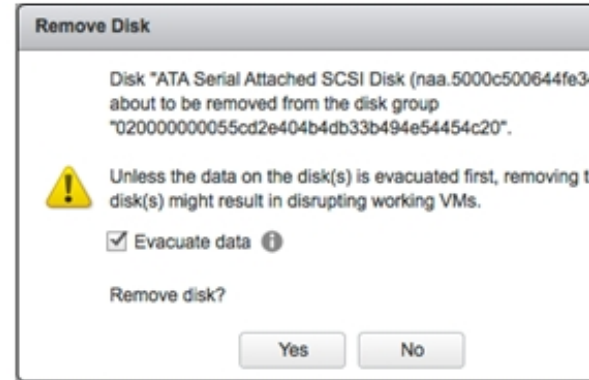 Remove Disk
Disk "ATA Serial Attached SCSI Disk (naa.5000c500644fe34
about to be removed from the disk group
"020000000055cd2e404b4db33b494e54454c20".
Unless the data on the disk(s) is evacuated first, removing t
disk(s) might result in disrupting working VMs.
Evacuate data
Remove disk?
Yes No